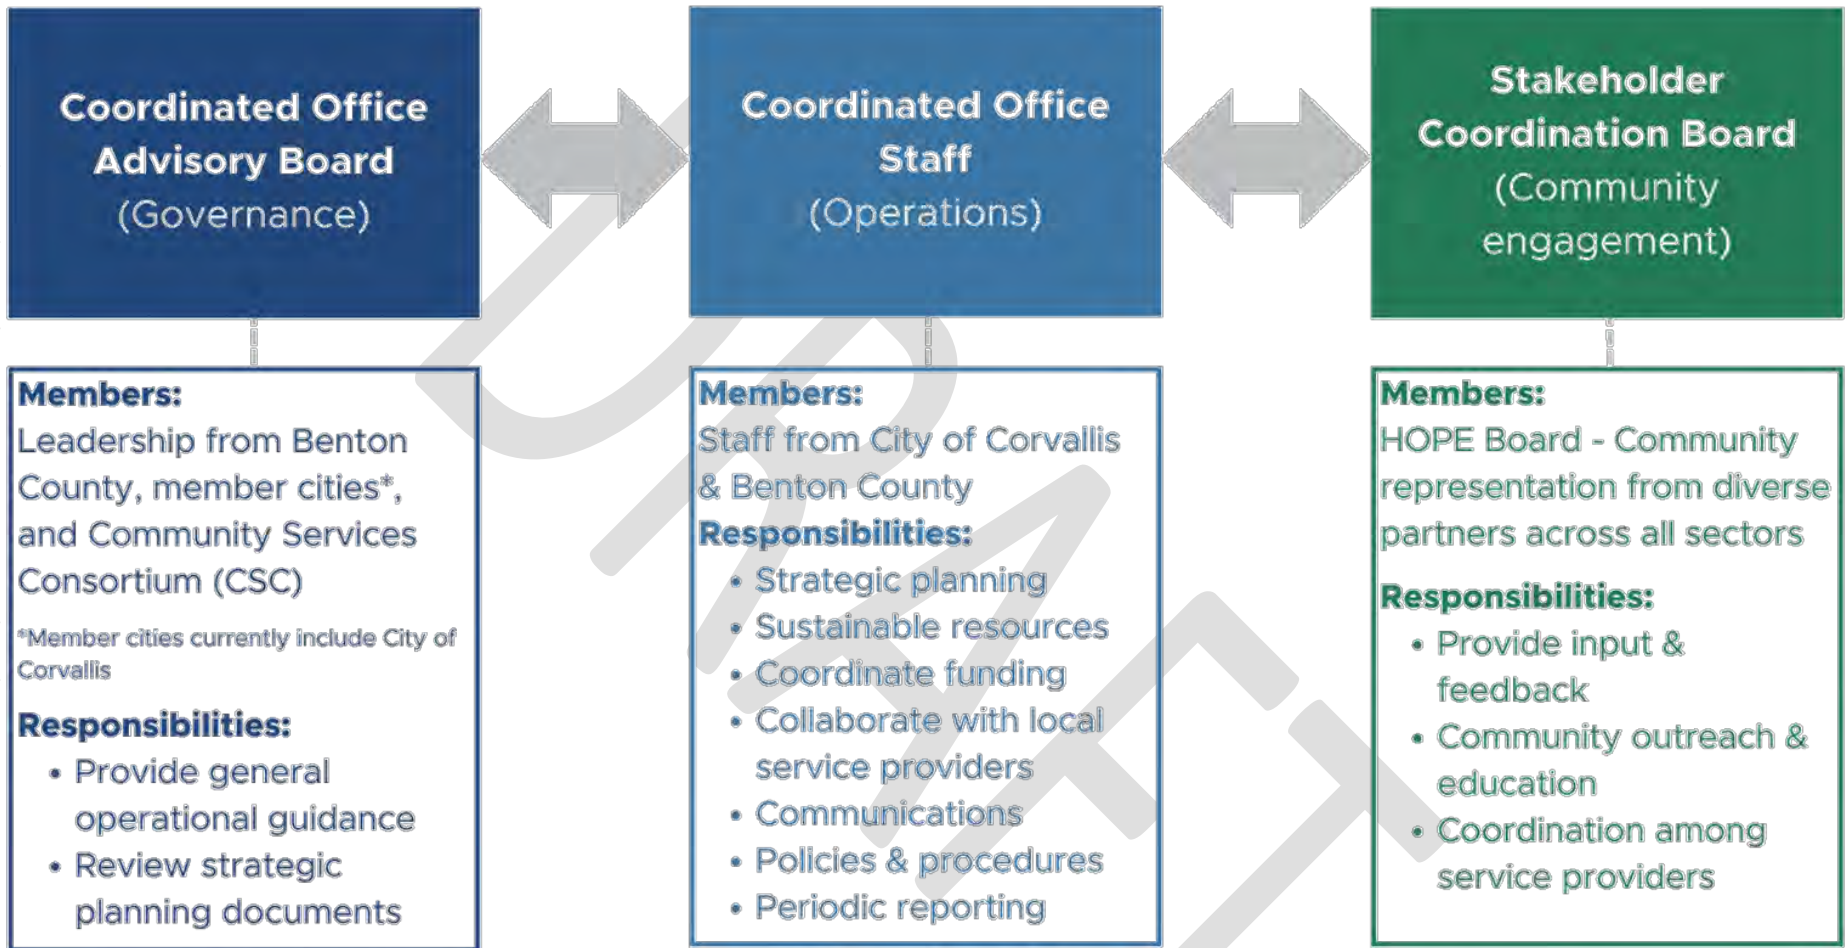 Coordinated Office
Advisory Board
(Governance)
Coordinated Office
Staff
(Operations)
Stakeholder
Coordination Board
(Community
engagement)
Members:
Leadership from Benton
County, member cities*,
and Community Services
Consortium (CSC)
*Member cities currently include City of
Corvallis
Responsibilities:
• Provide general
operational guidance
• Review strategic
planning documents
Members:
Staff from City of Corvallis
& Benton County
Responsibilities:
• Strategic planning
• Sustainable resources
• Coordinate funding
• Collaborate with local
service providers
• Communications
• Policies & procedures
• Periodic reporting
Members:
HOPE Board - Community
representation from diverse
partners across all sectors
Responsibilities:
• Provide input &
feedback
• Community outreach &
education
• Coordination among
service providers
DRAFT